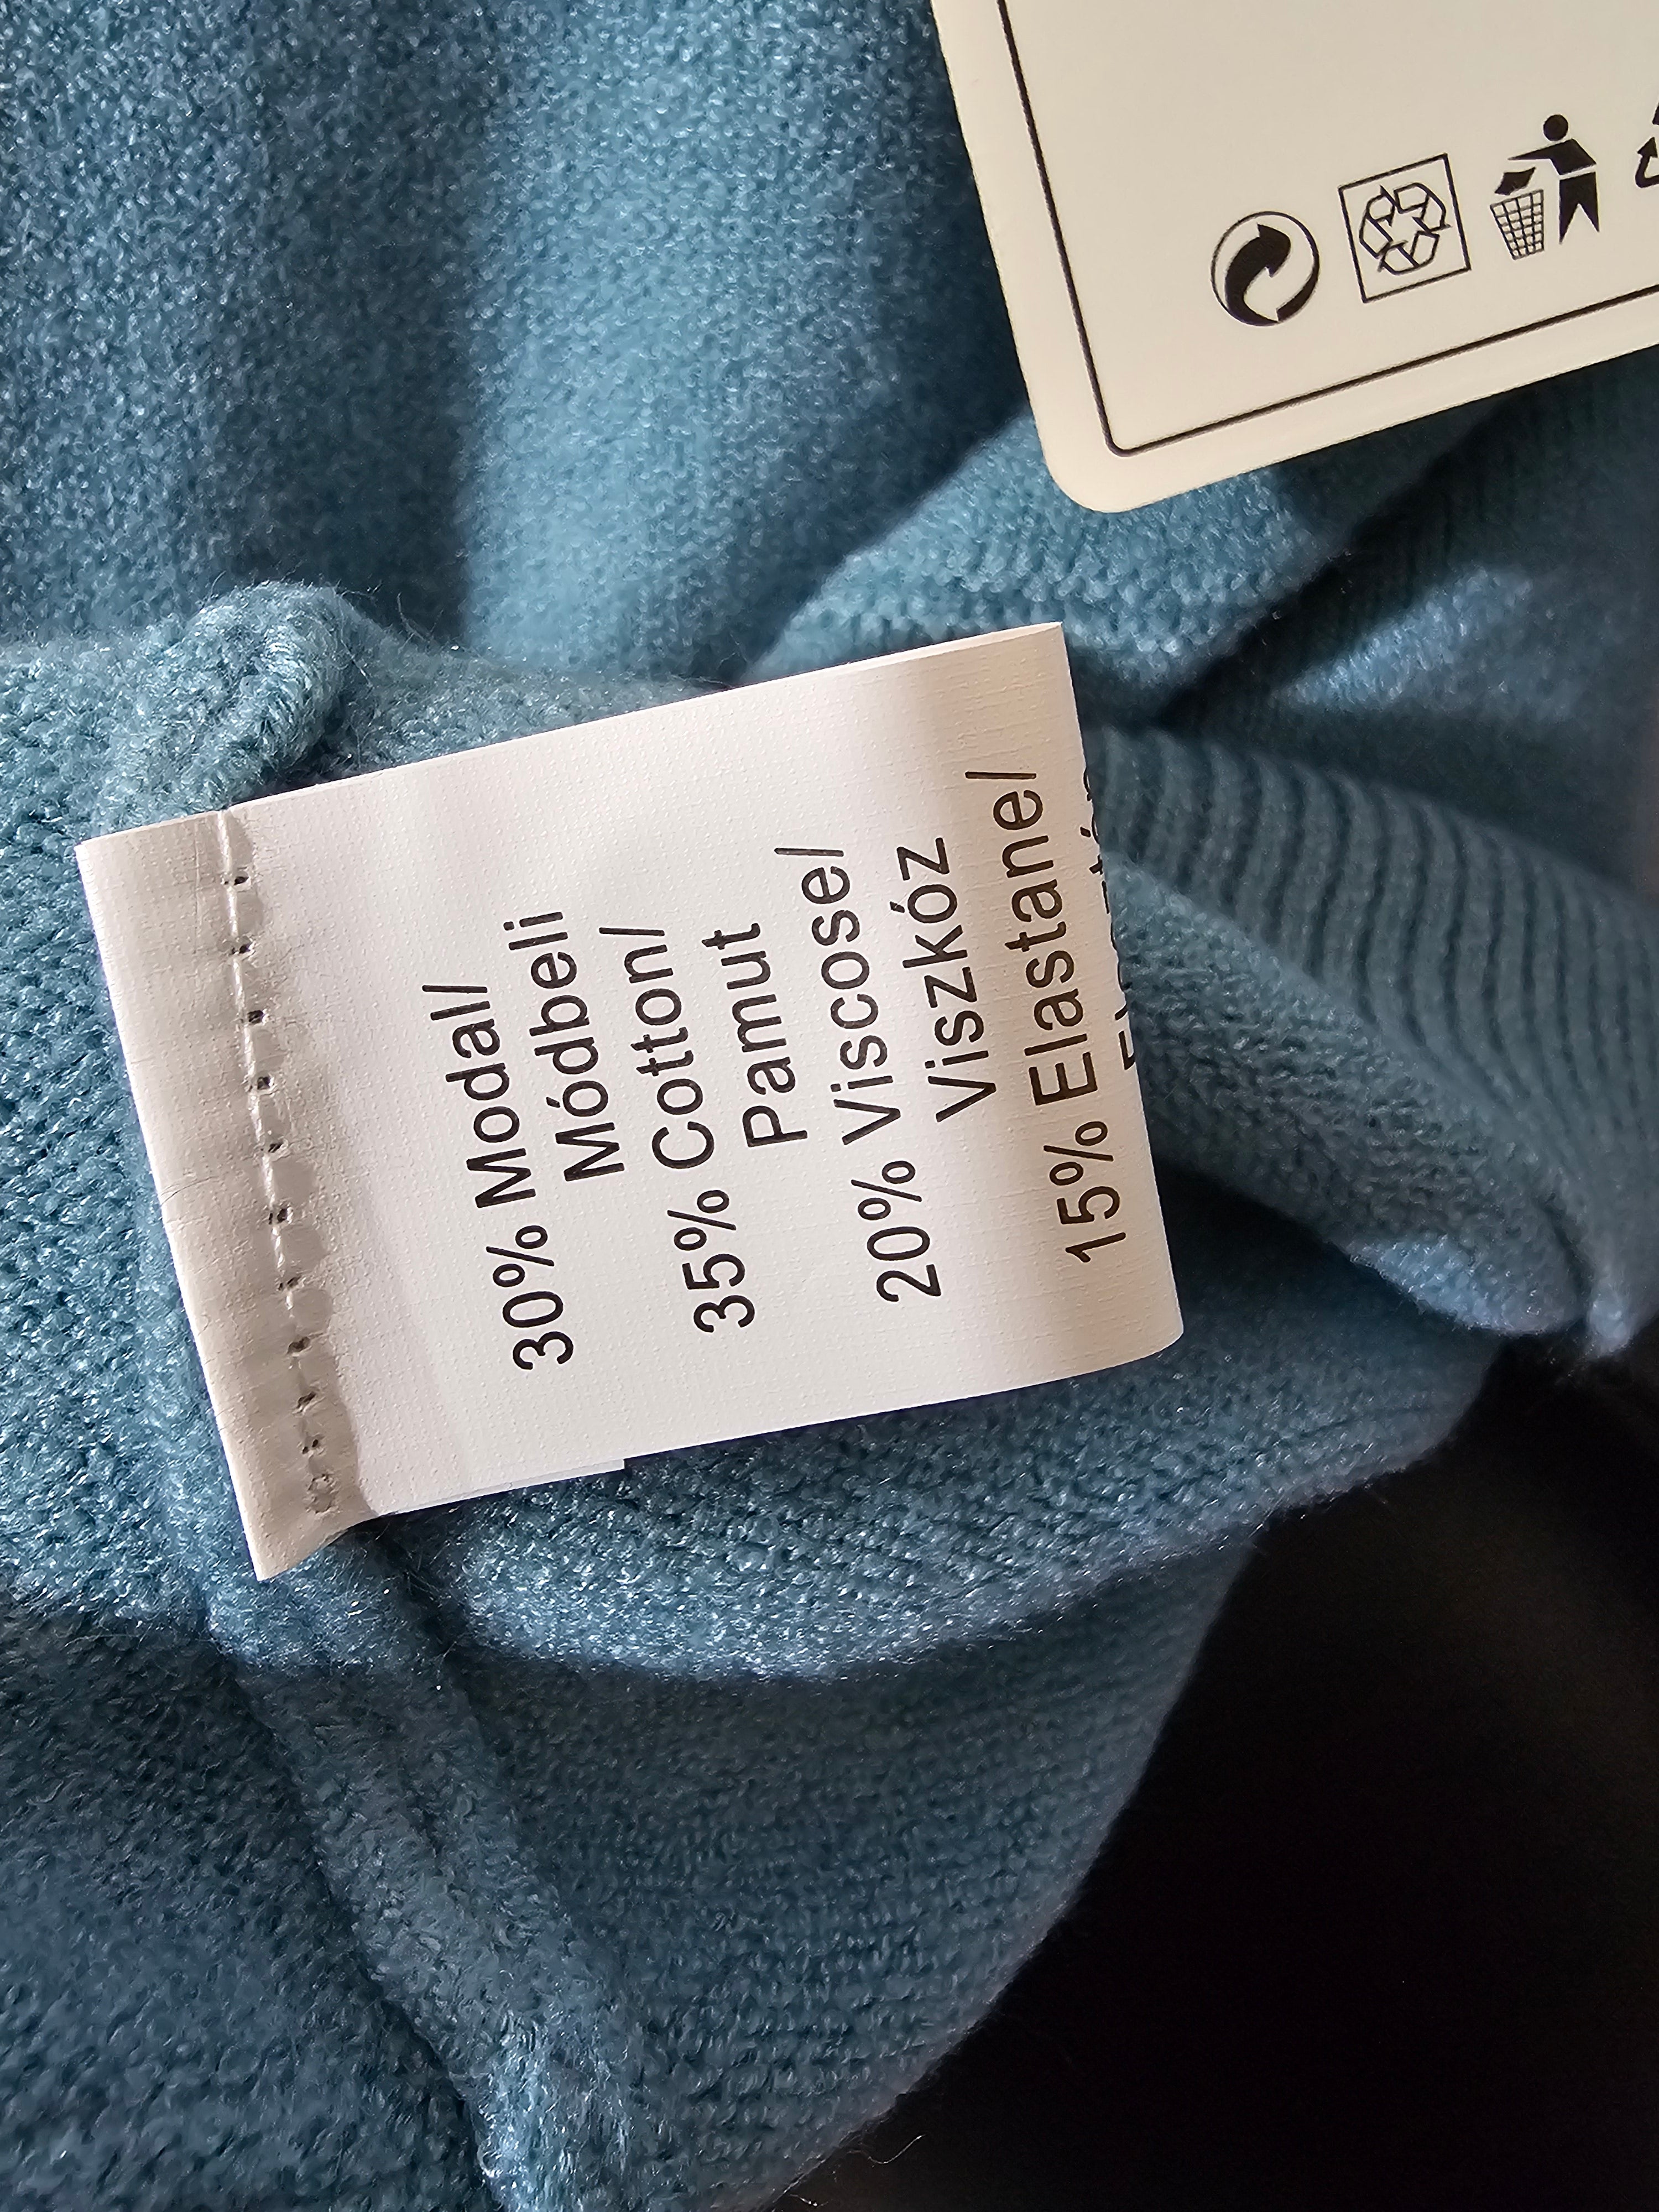 30% Modal/
Módbeli
35% Cotton/
Pamut
20% Viscose/
Viszkóz
15% Elastane/